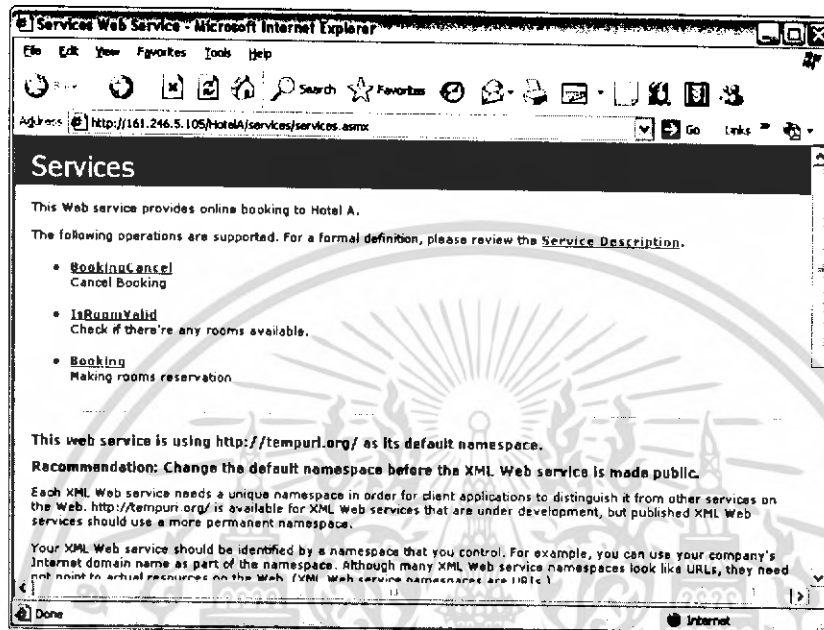 Services Web Service - Microsoft Internet Explorer
File Edit View Favorites Tools Help
Search Favorites
Address http://161.246.5.105/HotelA/services/services.asmx Go Links »
Services
This Web service provides online booking to Hotel A.
The following operations are supported. For a formal definition, please review the Service Description.
• BookingCancel
Cancel Booking
• IsRoomValid
Check if there're any rooms available.
• Booking
Making rooms reservation
This web service is using http://tempuri.org/ as its default namespace.
Recommendation: Change the default namespace before the XML Web service is made public.
Each XML Web service needs a unique namespace in order for client applications to distinguish it from other services on
the Web. http://tempuri.org/ is available for XML Web services that are under development, but published XML Web
services should use a more permanent namespace.
Your XML Web service should be identified by a namespace that you control. For example, you can use your company's
Internet domain name as part of the namespace. Although many XML Web service namespaces look like URLs, they need
not point to actual resources on the Web. (XML Web service namespaces are URIs.)
Done Internet